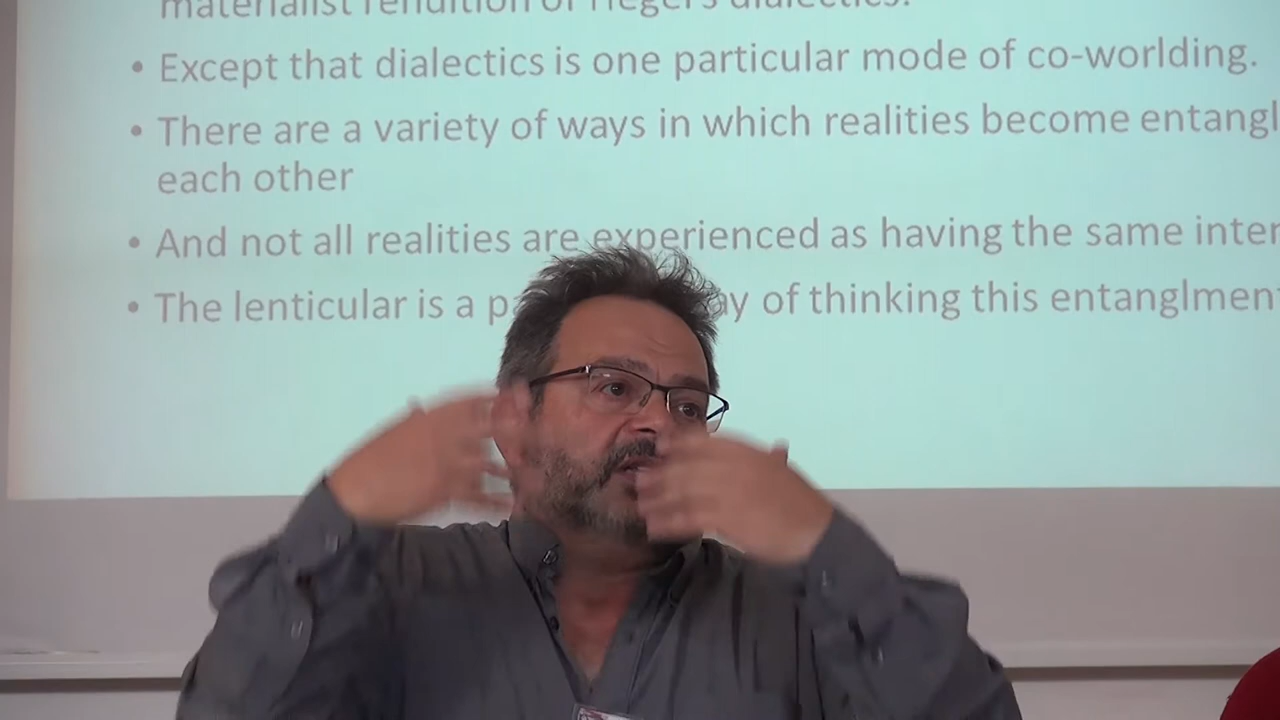 materialist rendition of Hegel's dialectics.
• Except that dialectics is one particular mode of co-worlding.
• There are a variety of ways in which realities become entangl
each other
• And not all realities are experienced as having the same inter
• The lenticular is a pa ay of thinking this entanglment